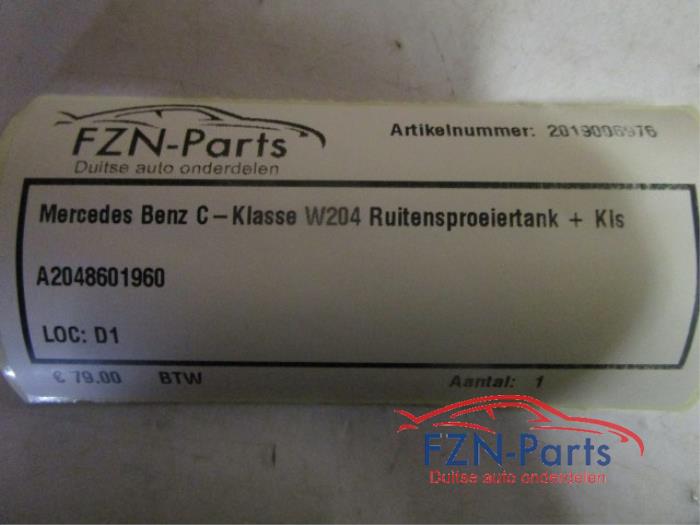 FZN-Parts
Duitse auto onderdelen
Artikelnummer: 2019006976
Mercedes Benz C-Klasse W204 Ruitensproeiertank + Kls
A2048601960
LOC: D1
€ 79.00 BTW
Aantal: 1
FZN-Parts
Duitse auto onderdelen